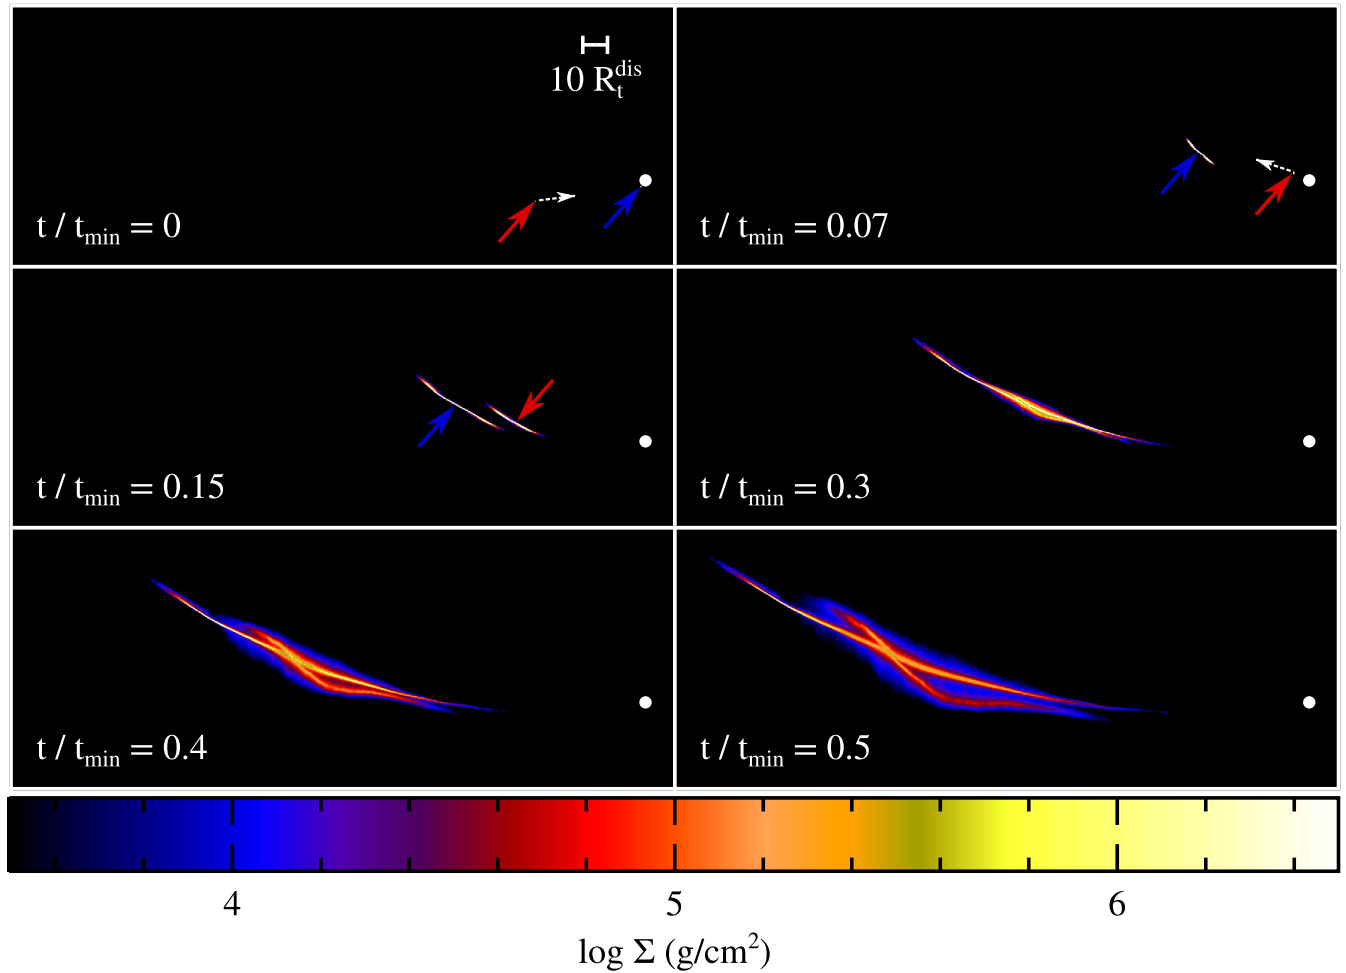 10 R_t^dis
t / t_min = 0
t / t_min = 0.07
t / t_min = 0.15
t / t_min = 0.3
t / t_min = 0.4
t / t_min = 0.5
4 5 6
log Σ (g/cm²)